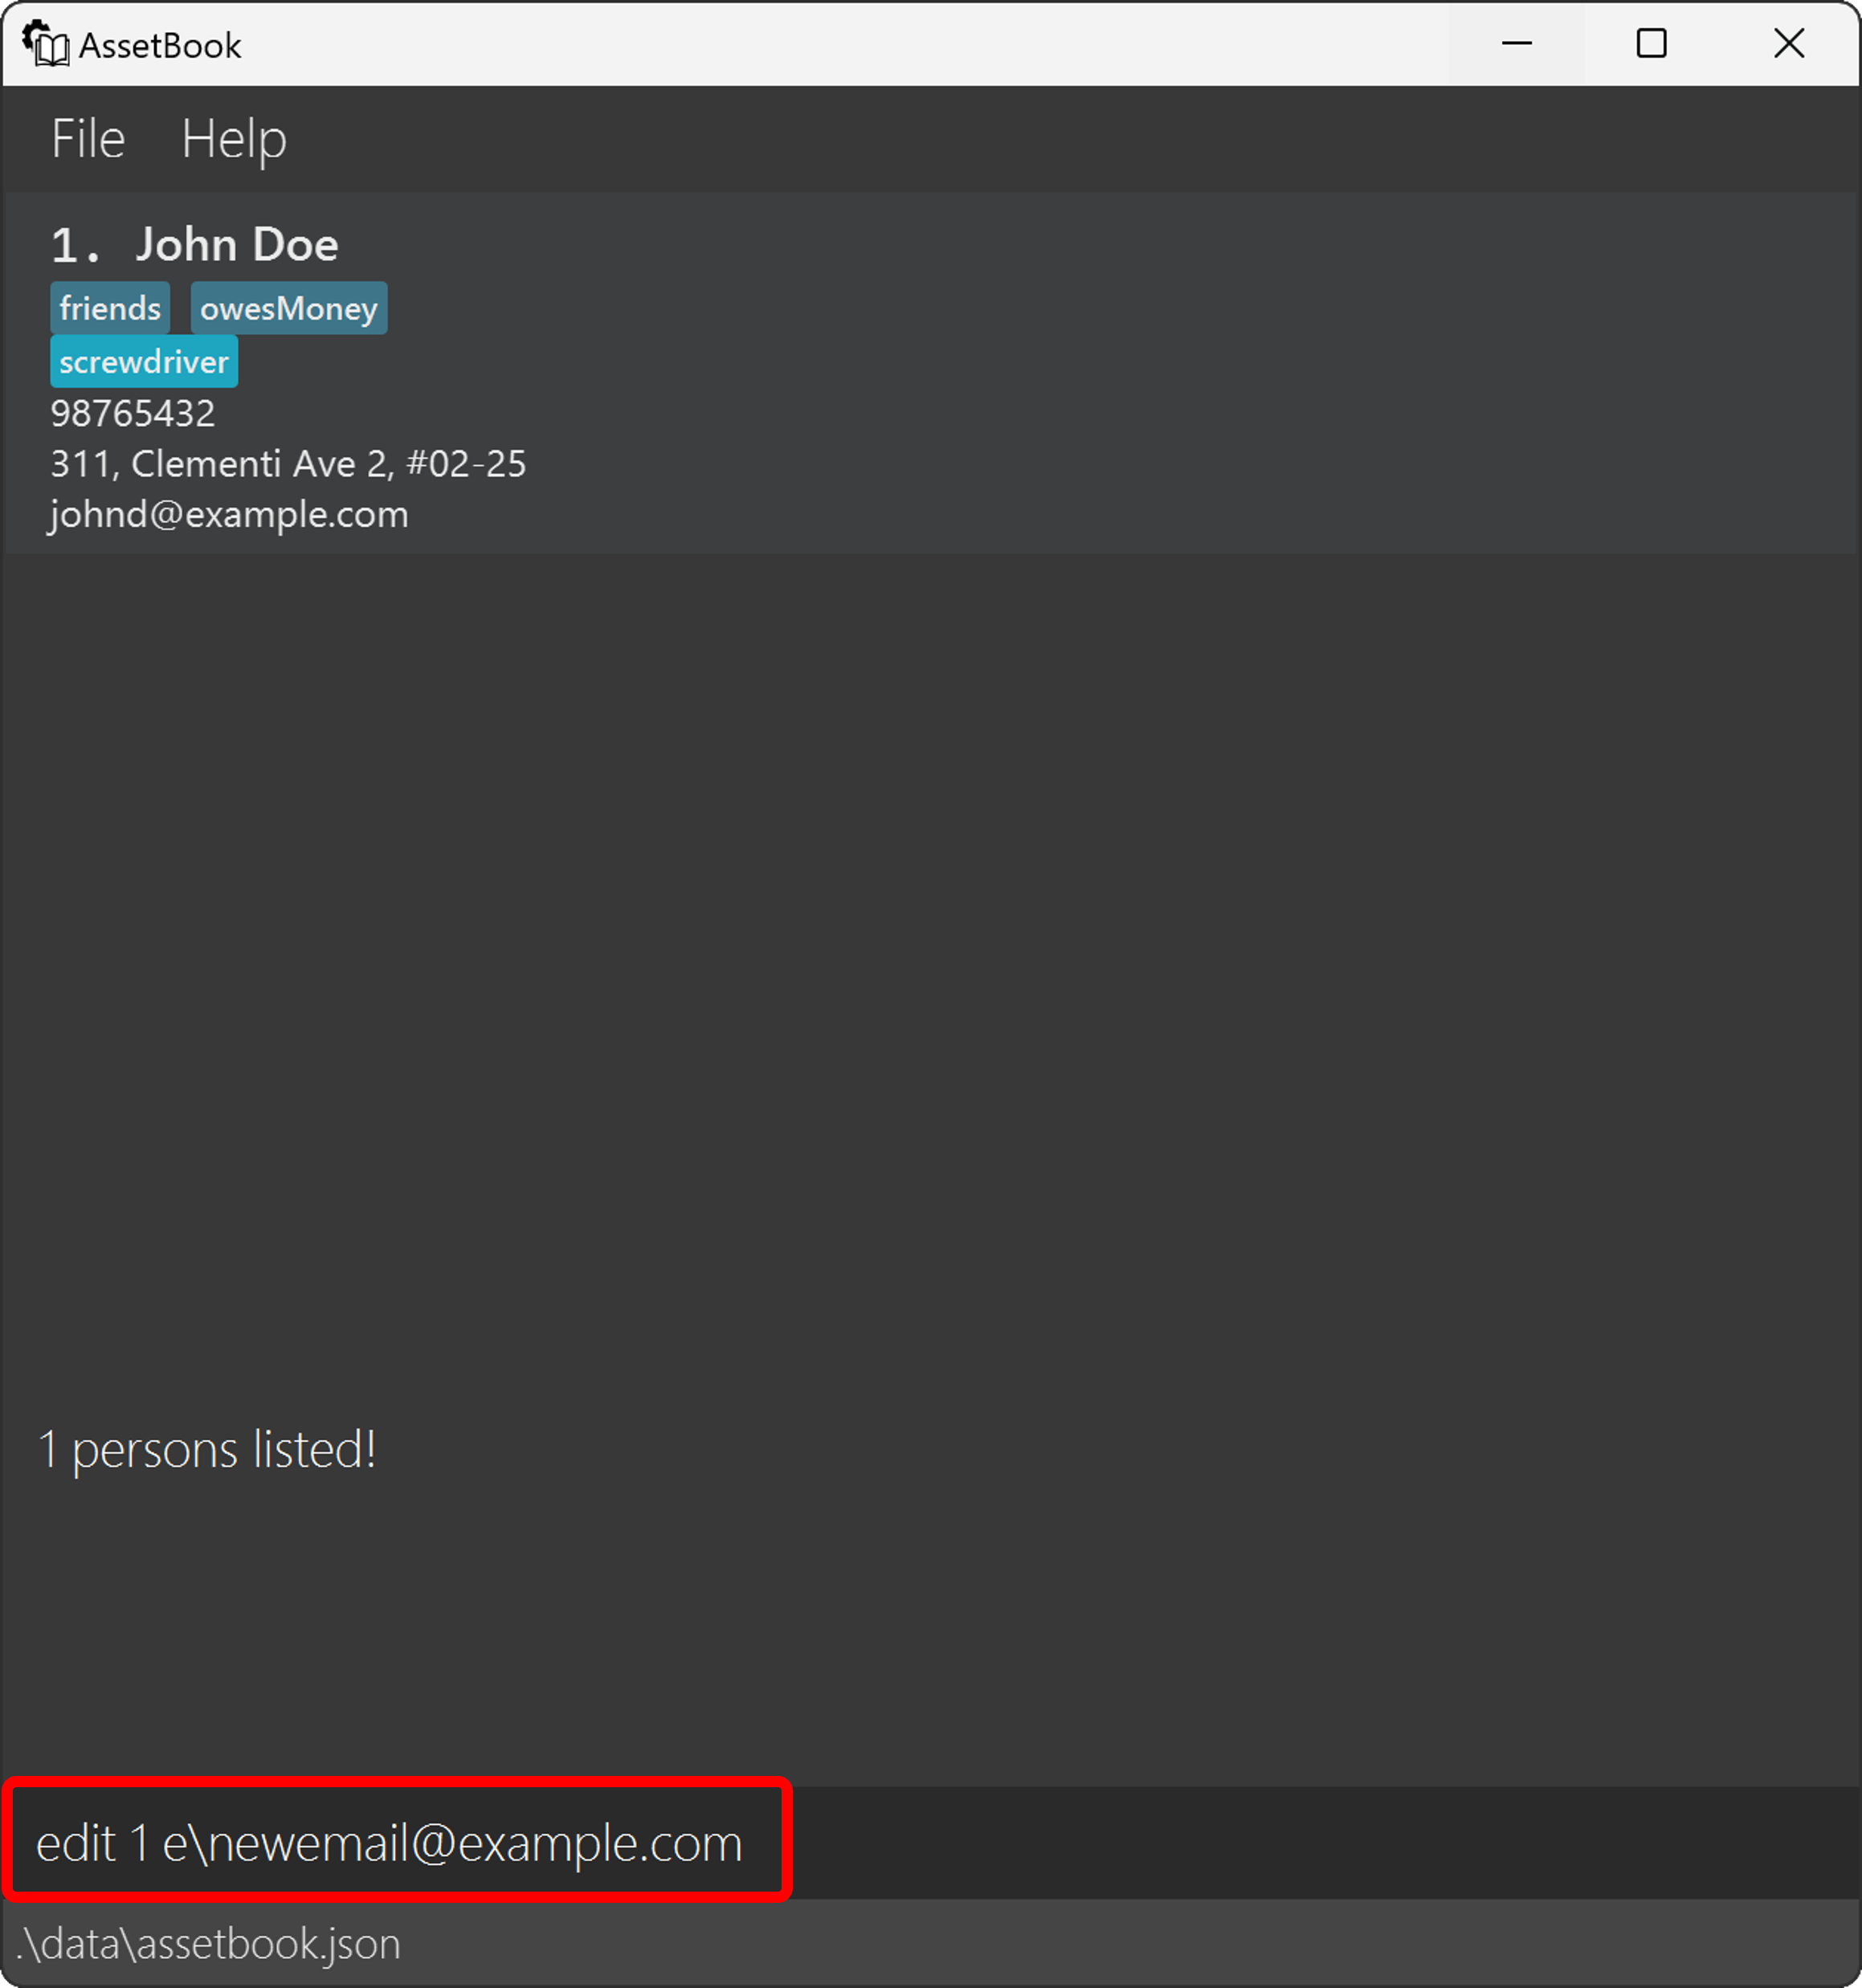 AssetBook
File Help
1. John Doe
friends owesMoney
screwdriver
98765432
311, Clementi Ave 2, #02-25
johnd@example.com
1 persons listed!
edit 1 e\newemail@example.com
.\data\assetbook.json